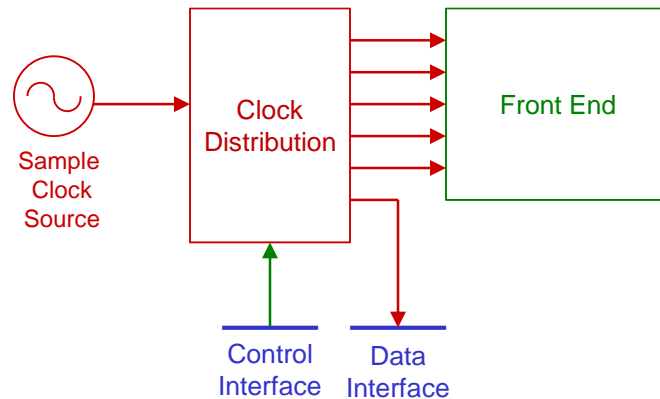 Clock
Distribution
Front End
Sample
Clock
Source
Control
Interface
Data
Interface